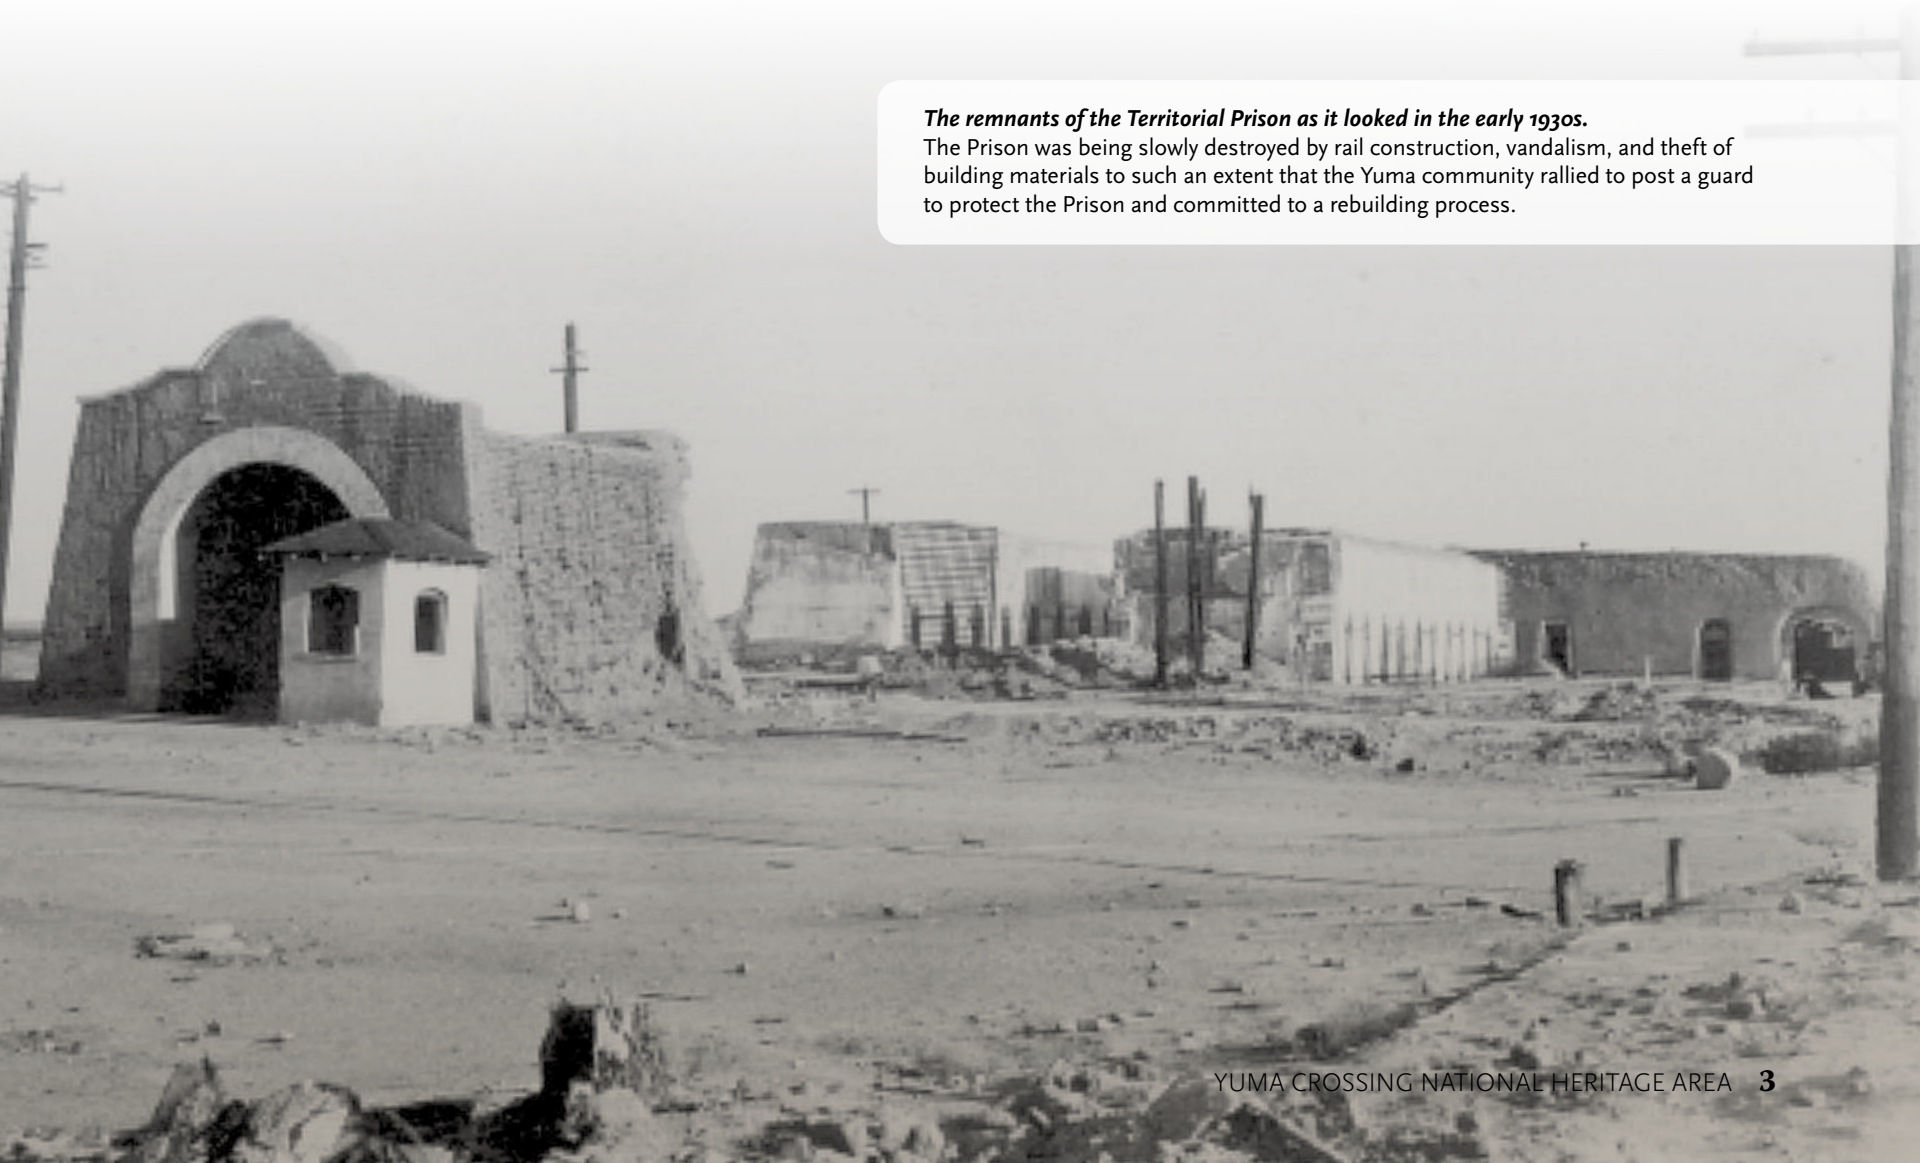 The remnants of the Territorial Prison as it looked in the early 1930s.
The Prison was being slowly destroyed by rail construction, vandalism, and theft of
building materials to such an extent that the Yuma community rallied to post a guard
to protect the Prison and committed to a rebuilding process.
YUMA CROSSING NATIONAL HERITAGE AREA 3